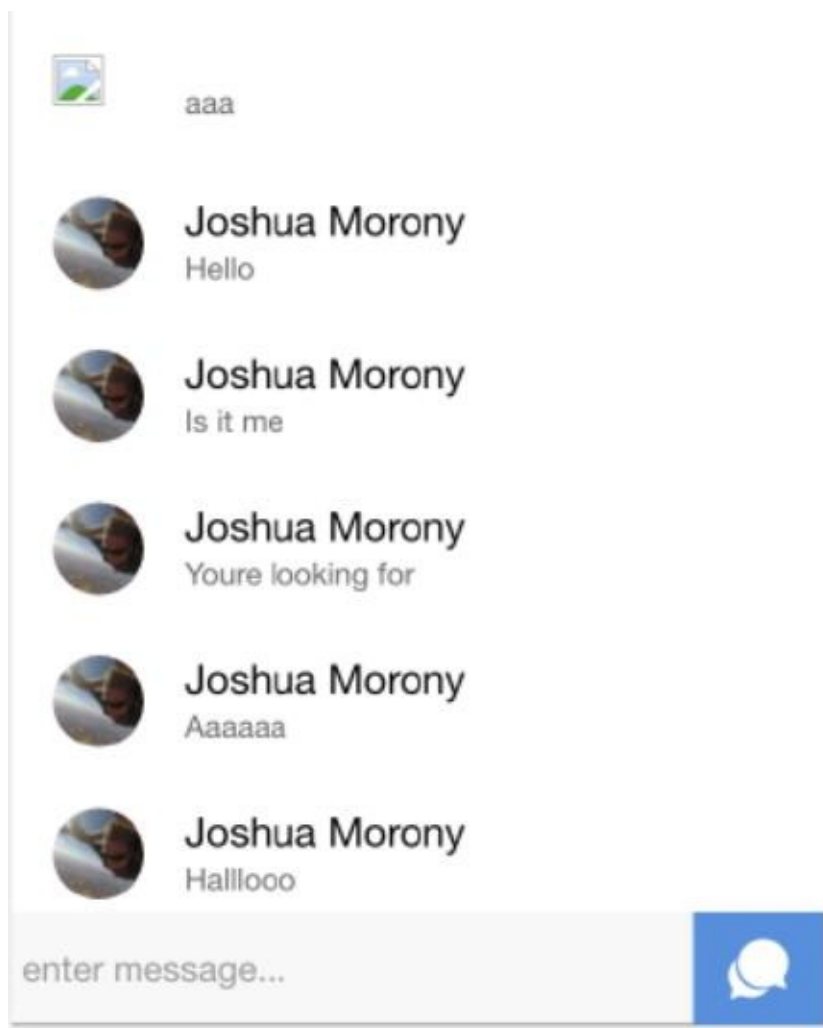 aaa
Joshua Morony
Hello
Joshua Morony
Is it me
Joshua Morony
Youre looking for
Joshua Morony
Aaaaaa
Joshua Morony
Halllooo
enter message...